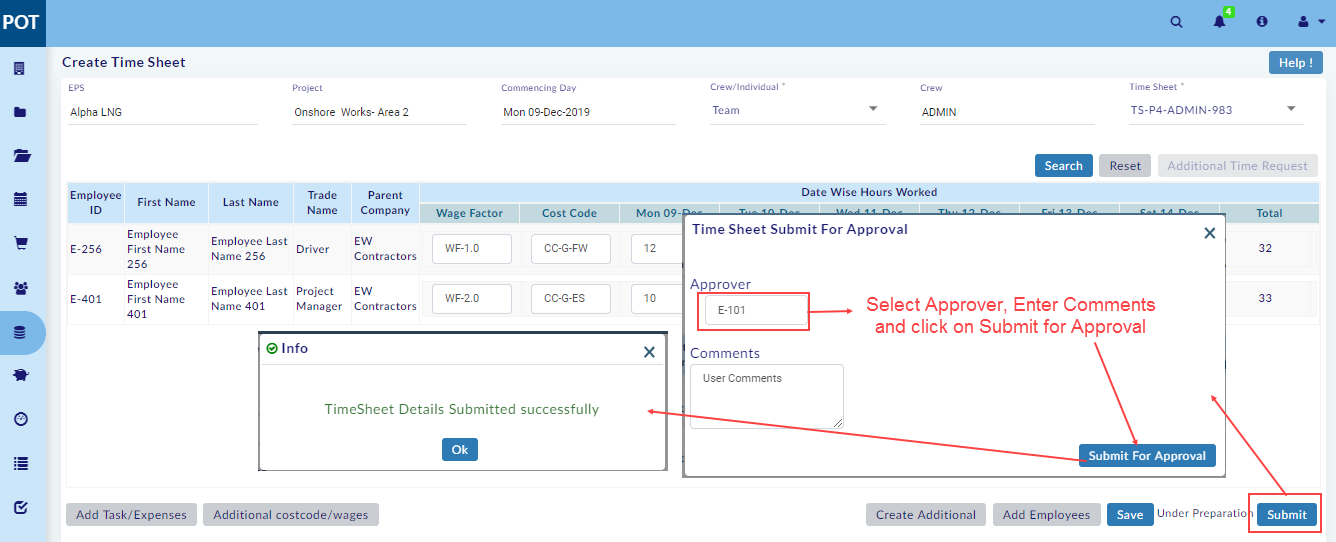 POT
4
Create Time Sheet
Help !
EPS
Project
Commencing Day
Crew/Individual *
Crew
Time Sheet *
Alpha LNG
Onshore Works- Area 2
Mon 09-Dec-2019
Team
ADMIN
TS-P4-ADMIN-983
Search
Reset
Additional Time Request
Employee ID
First Name
Last Name
Trade Name
Parent Company
Date Wise Hours Worked
Wage Factor
Cost Code
Mon 09-Dec
Tue 10-Dec
Wed 11-Dec
Thu 12-Dec
Fri 13-Dec
Sat 14-Dec
Total
E-256
Employee First Name 256
Employee Last Name 256
Driver
EW Contractors
WF-1.0
CC-G-FW
12
32
E-401
Employee First Name 401
Employee Last Name 401
Project Manager
EW Contractors
WF-2.0
CC-G-ES
10
33
Time Sheet Submit For Approval
Approver
E-101
Select Approver, Enter Comments
and click on Submit for Approval
Comments
User Comments
Submit For Approval
Info
TimeSheet Details Submitted successfully
Ok
Add Task/Expenses
Additional costcode/wages
Create Additional
Add Employees
Save
Under Preparation
Submit